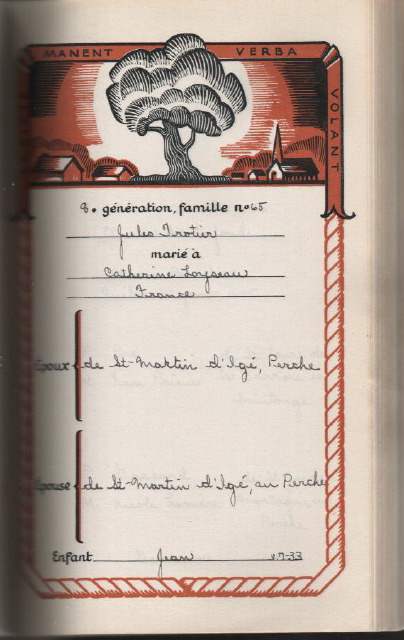 MANENT VERBA
VOLANT
8e génération, famille no 65
Jules Trotier
marié à
Catherine Loyseau
France
Époux de St-Martin d'Igé, Perche
Épouse de St-Martin d'Igé, au Perche
Enfant Jean